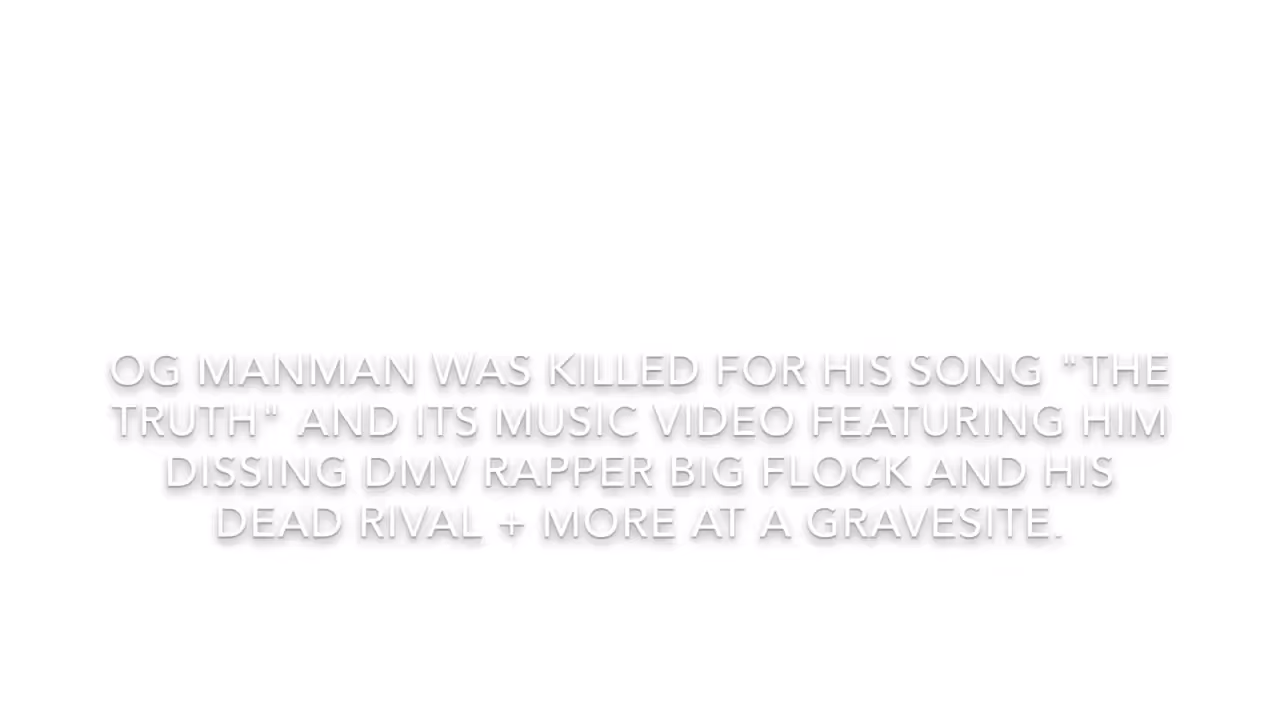 OG MANMAN WAS KILLED FOR HIS SONG "THE
TRUTH" AND ITS MUSIC VIDEO FEATURING HIM
DISSING DMV RAPPER BIG FLOCK AND HIS
DEAD RIVAL + MORE AT A GRAVESITE.